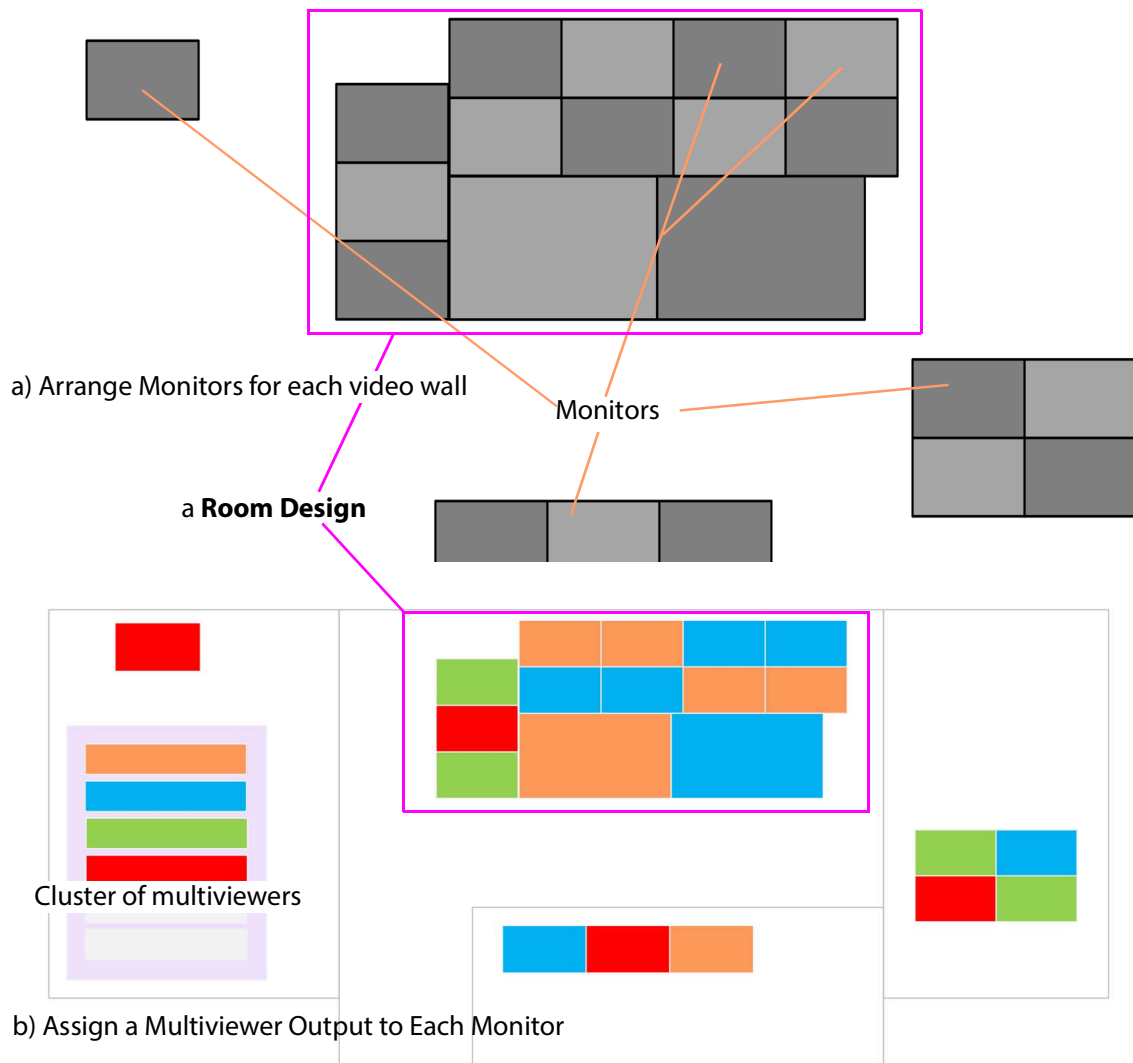 a) Arrange Monitors for each video wall
Monitors
a Room Design
Cluster of multiviewers
b) Assign a Multiviewer Output to Each Monitor